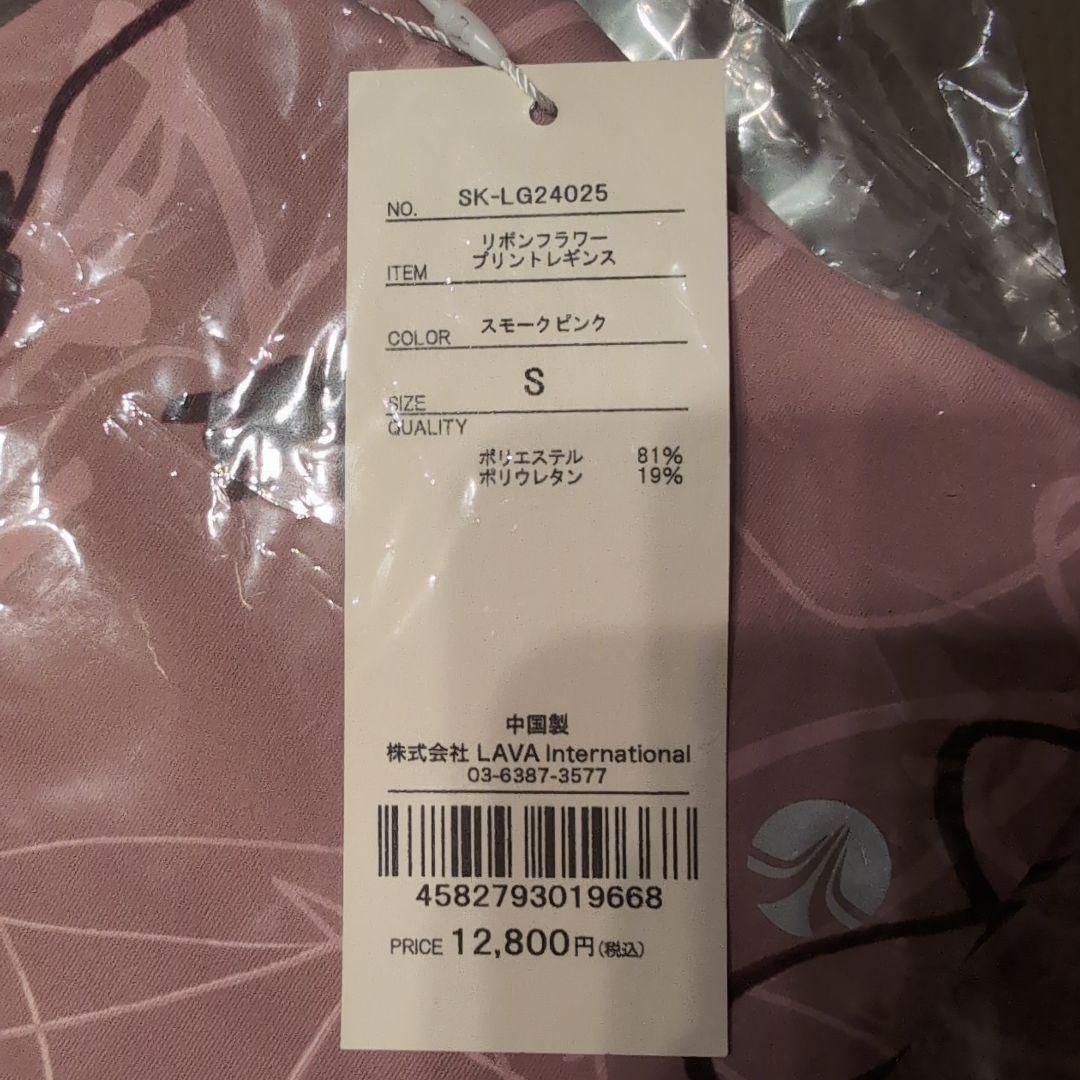 NO. SK-LG24025
リボンフラワー
ITEM プリントレギンス
COLOR スモークピンク
SIZE S
QUALITY
ポリエステル 81%
ポリウレタン 19%
中国製
株式会社 LAVA International
03-6387-3577
4582793019668
PRICE 12,800円(税込)